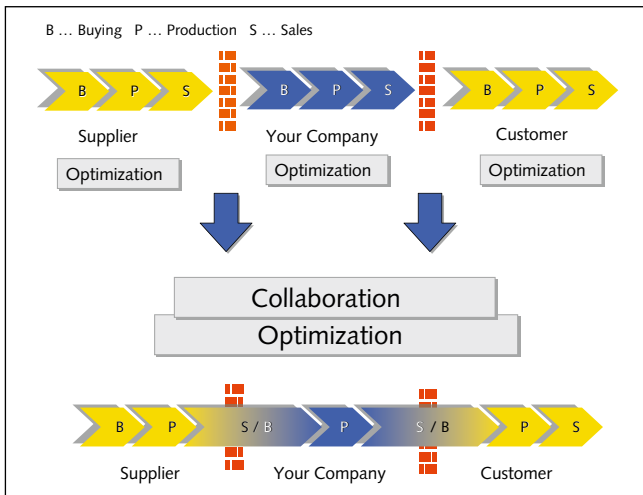 B ... Buying P ... Production S ... Sales
B P S B P S B P S
Supplier Your Company Customer
Optimization Optimization Optimization
Collaboration
Optimization
B P S / B P S / B P S
Supplier Your Company Customer